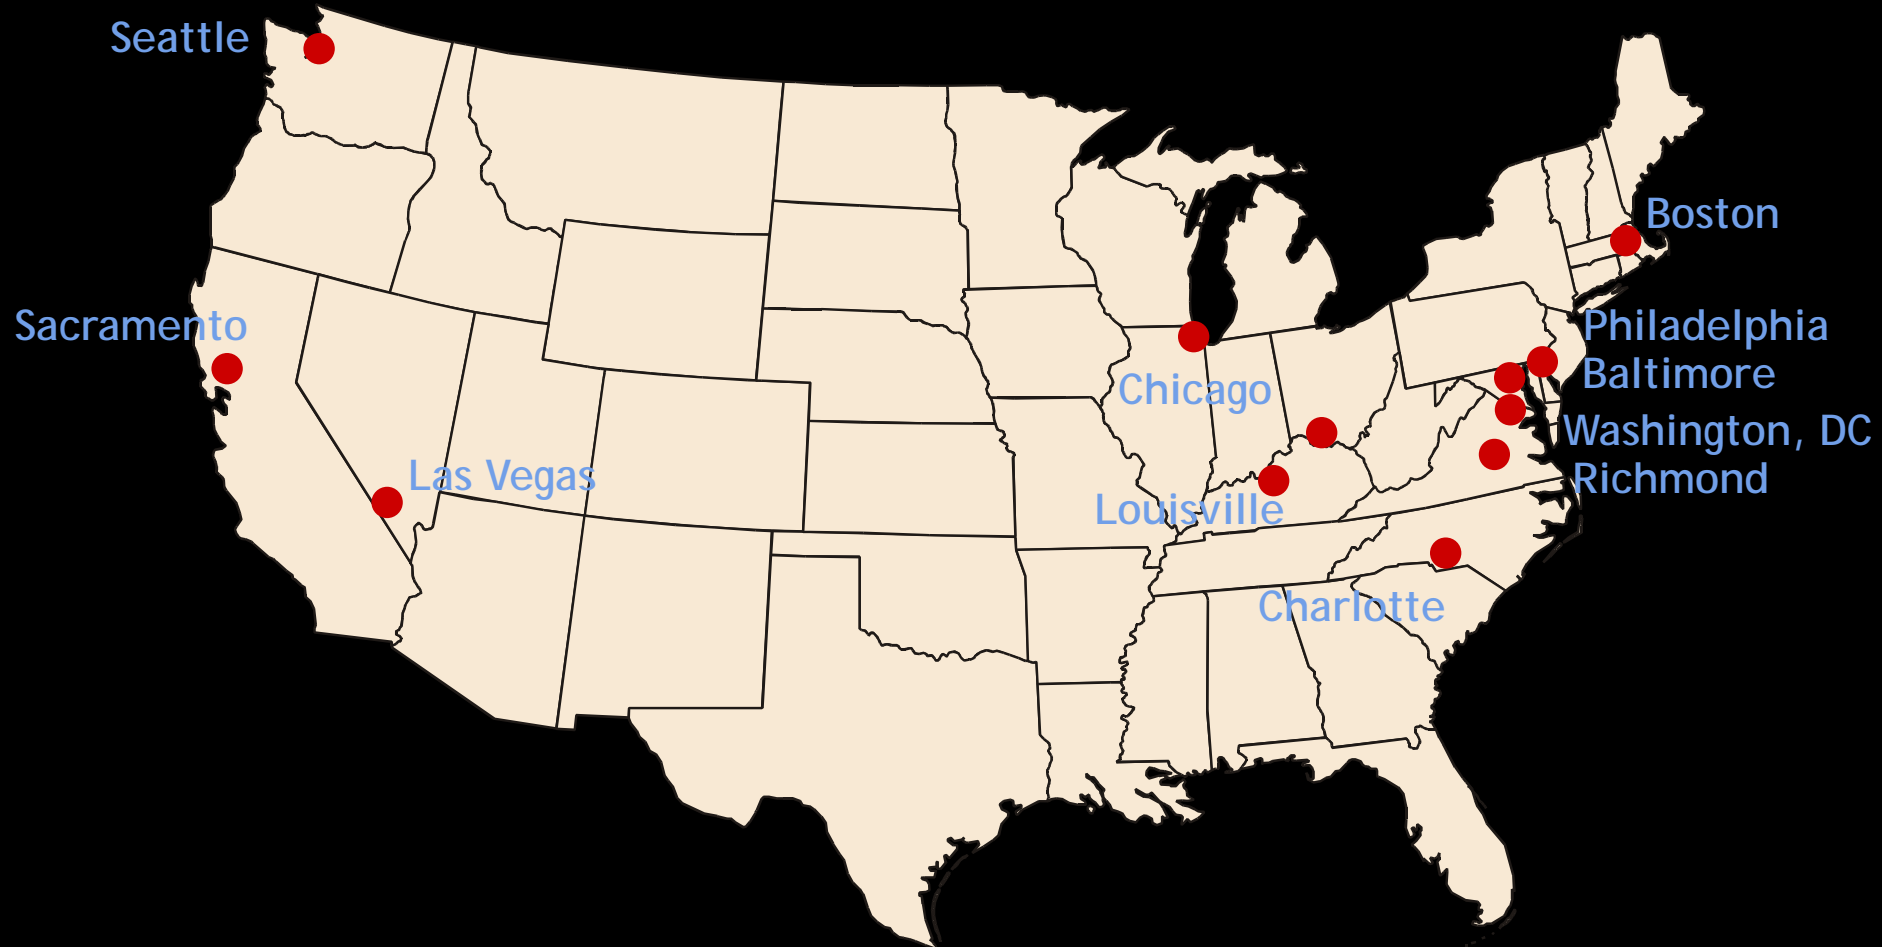 Seattle
Boston
Sacramento
Philadelphia
Baltimore
Chicago
Washington, DC
Las Vegas
Richmond
Louisville
Charlotte